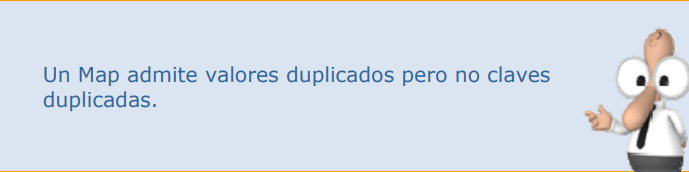 Un Map admite valores duplicados pero no claves
duplicadas.